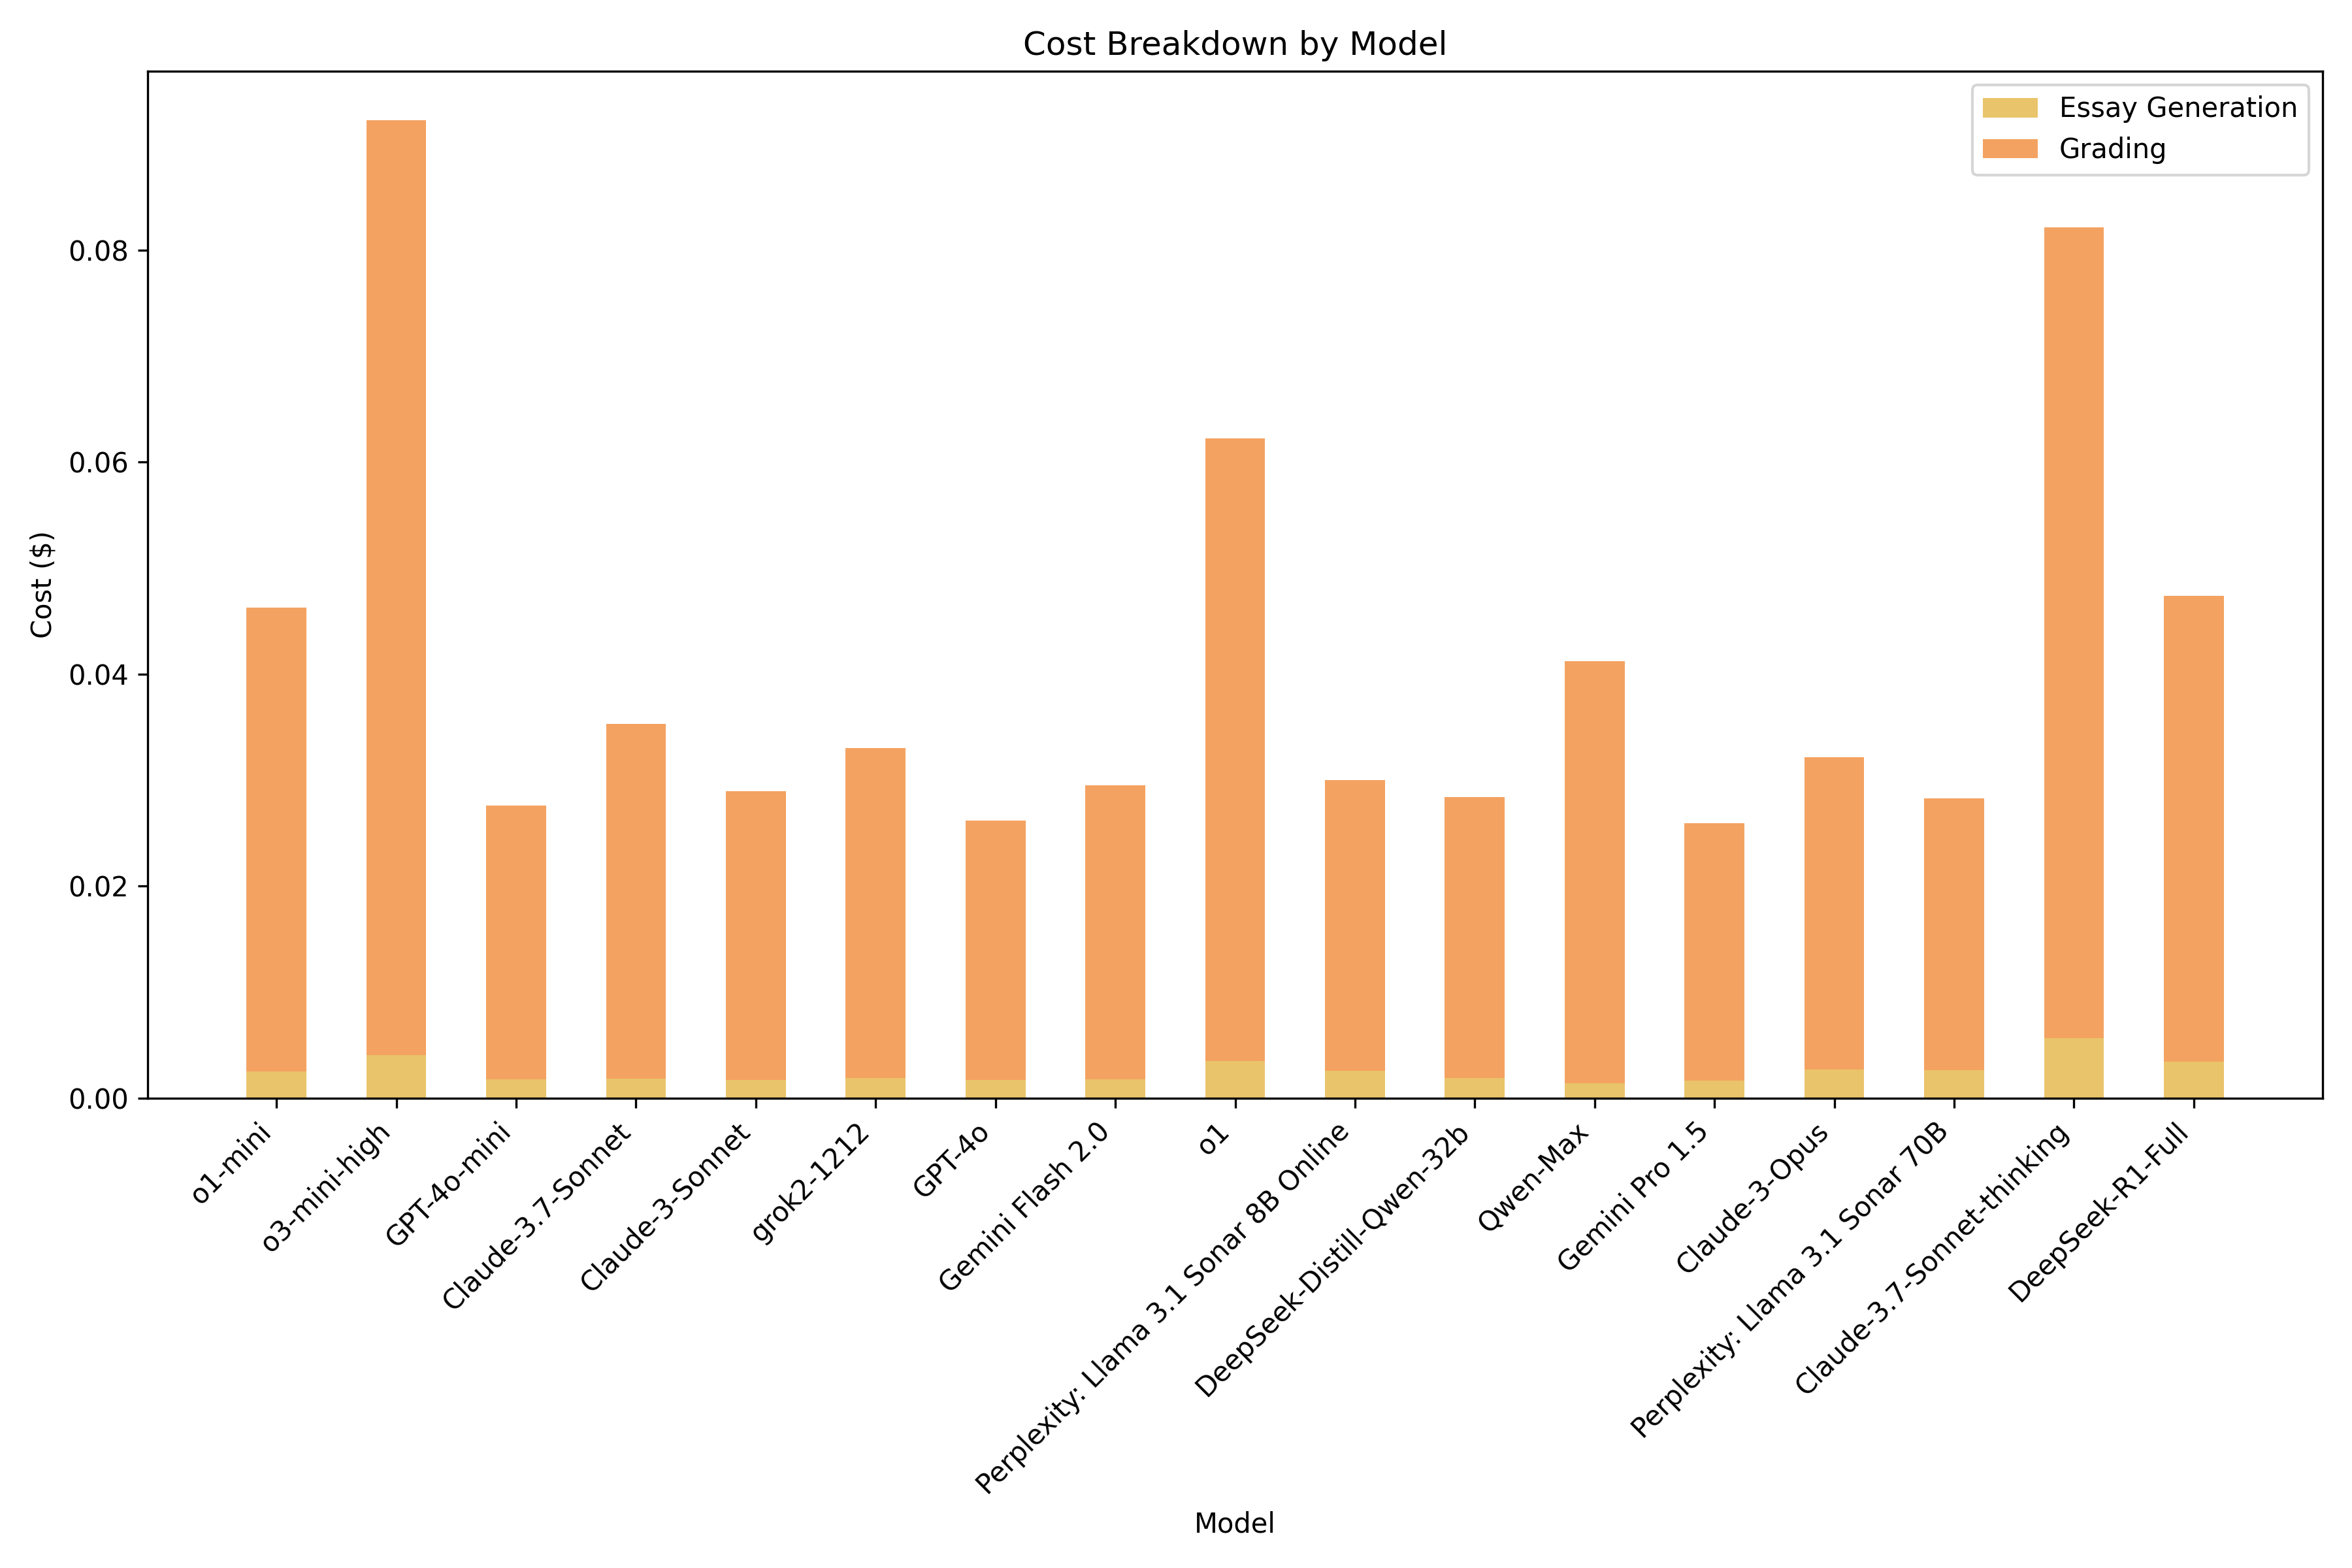 Cost Breakdown by Model
Essay Generation
Grading
Cost ($)
0.08
0.06
0.04
0.02
0.00
o1-mini
o3-mini-high
GPT-4o-mini
Claude-3.7-Sonnet
Claude-3-Sonnet
grok2-1212
GPT-4o
Gemini Flash 2.0
o1
Perplexity: Llama 3.1 Sonar 8B Online
DeepSeek-Distill-Qwen-32b
Qwen-Max
Gemini Pro 1.5
Claude-3-Opus
Perplexity: Llama 3.1 Sonar 70B
Claude-3.7-Sonnet-thinking
DeepSeek-R1-Full
Model